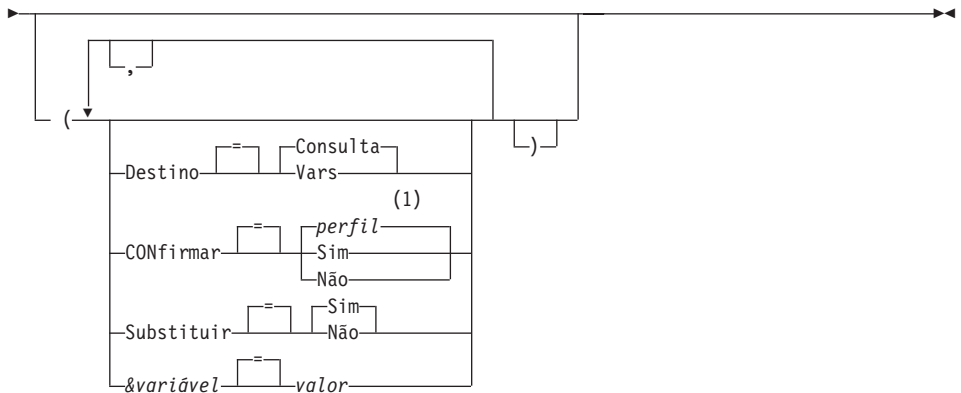 ,
(
)
Destino = Consulta
Vars
(1)
CONfirmar = perfil
Sim
Não
Substituir = Sim
Não
&variável = valor